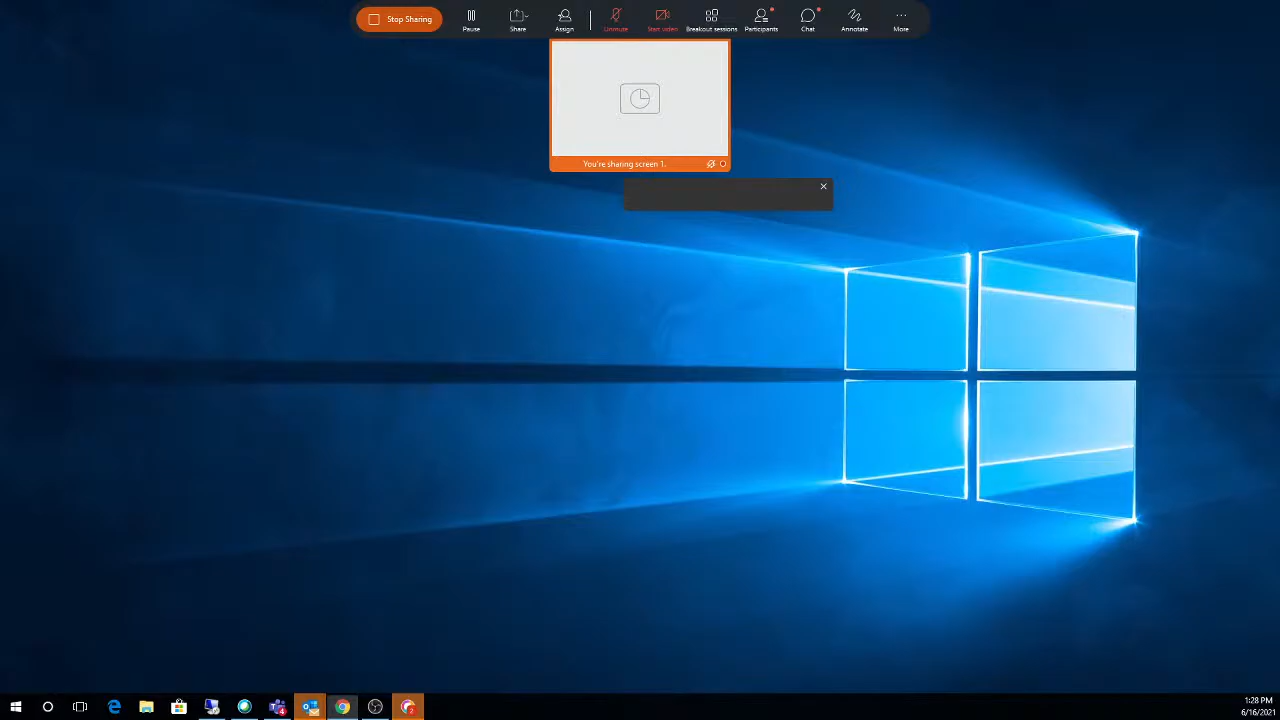 Stop Sharing
Pause
Share
Assign
Unmute
Start video
Breakout sessions
Participants
Chat
Annotate
More
You're sharing screen 1.
1:28 PM
6/16/2021